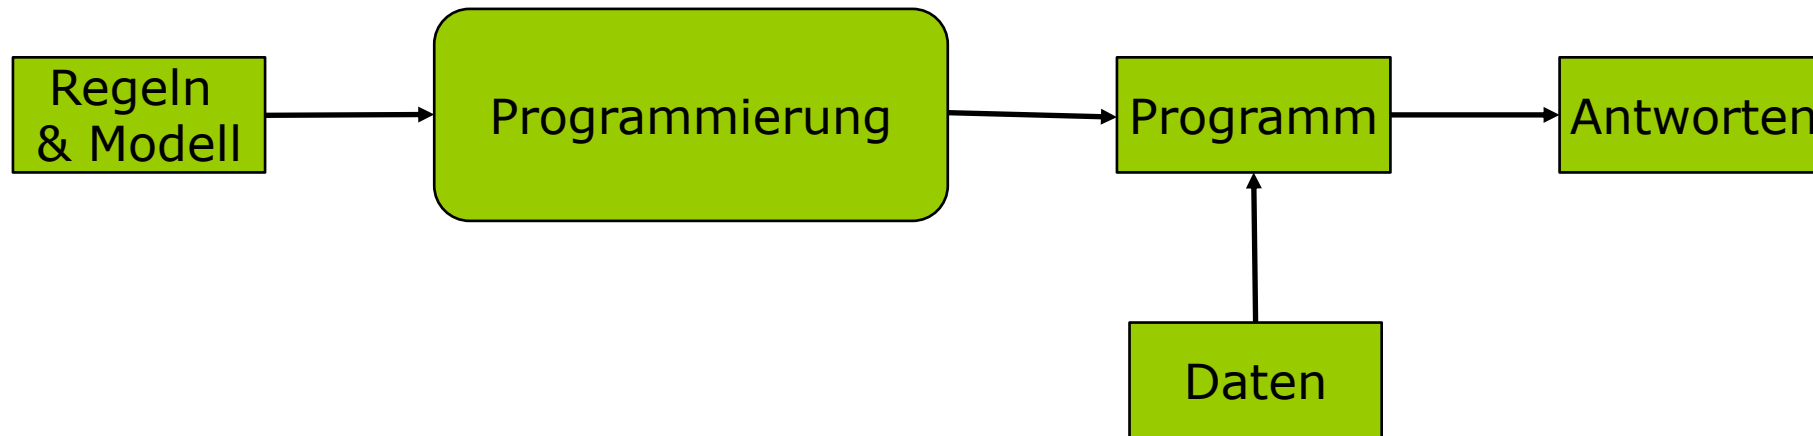 Regeln
& Modell
Programmierung
Programm
Antworten
Daten